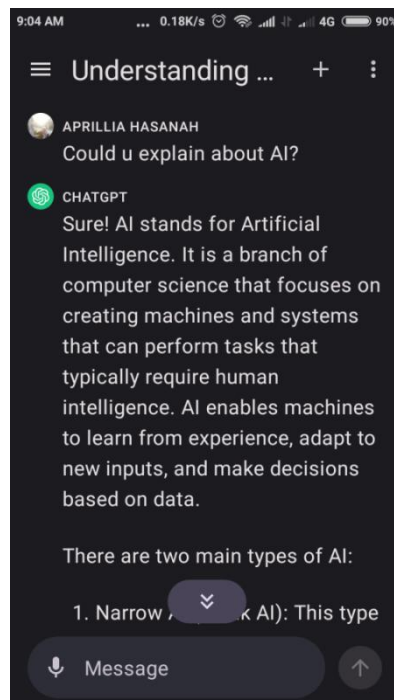 9:04 AM ... 0.18K/s 4G 90%
Understanding ...
APRILLIA HASANAH
Could u explain about AI?
CHATGPT
Sure! AI stands for Artificial
Intelligence. It is a branch of
computer science that focuses on
creating machines and systems
that can perform tasks that
typically require human
intelligence. AI enables machines
to learn from experience, adapt to
new inputs, and make decisions
based on data.
There are two main types of AI:
1. Narrow k AI): This type
Message